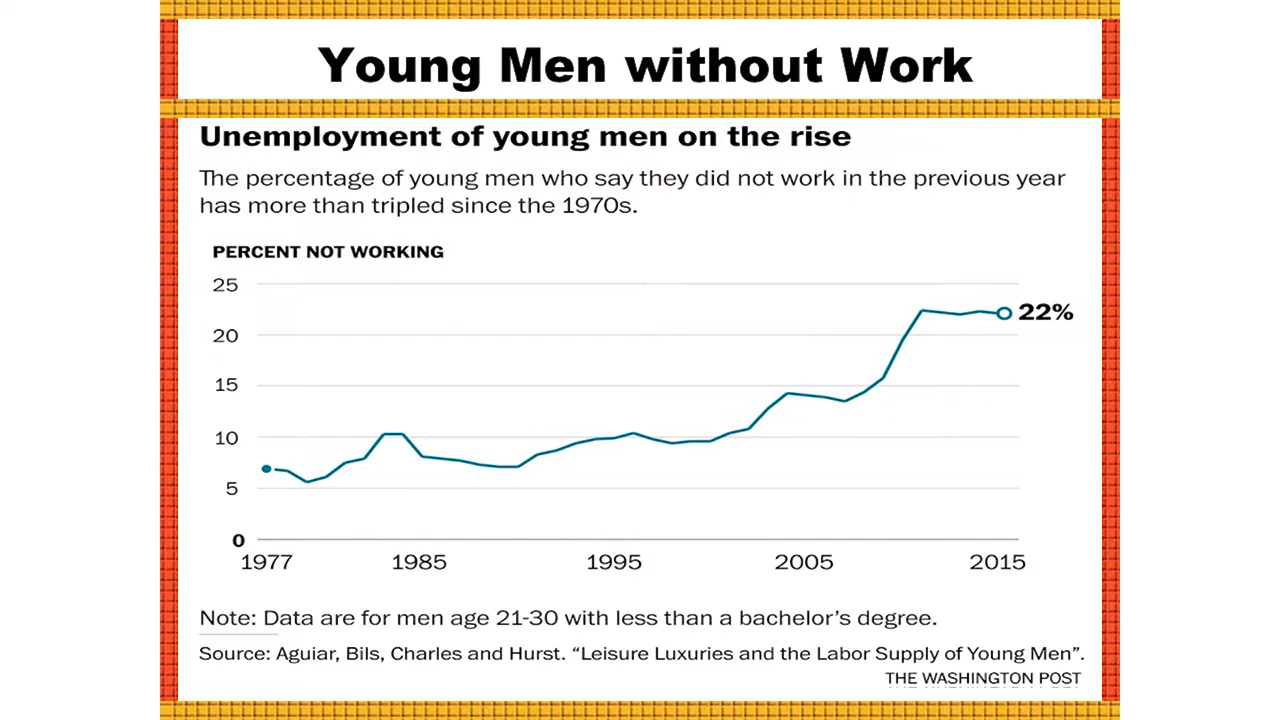 Young Men without Work
Unemployment of young men on the rise
The percentage of young men who say they did not work in the previous year
has more than tripled since the 1970s.
PERCENT NOT WORKING
25
22%
20
15
10
5
0
1977 1985 1995 2005 2015
Note: Data are for men age 21-30 with less than a bachelor’s degree.
Source: Aguiar, Bils, Charles and Hurst. “Leisure Luxuries and the Labor Supply of Young Men”.
THE WASHINGTON POST